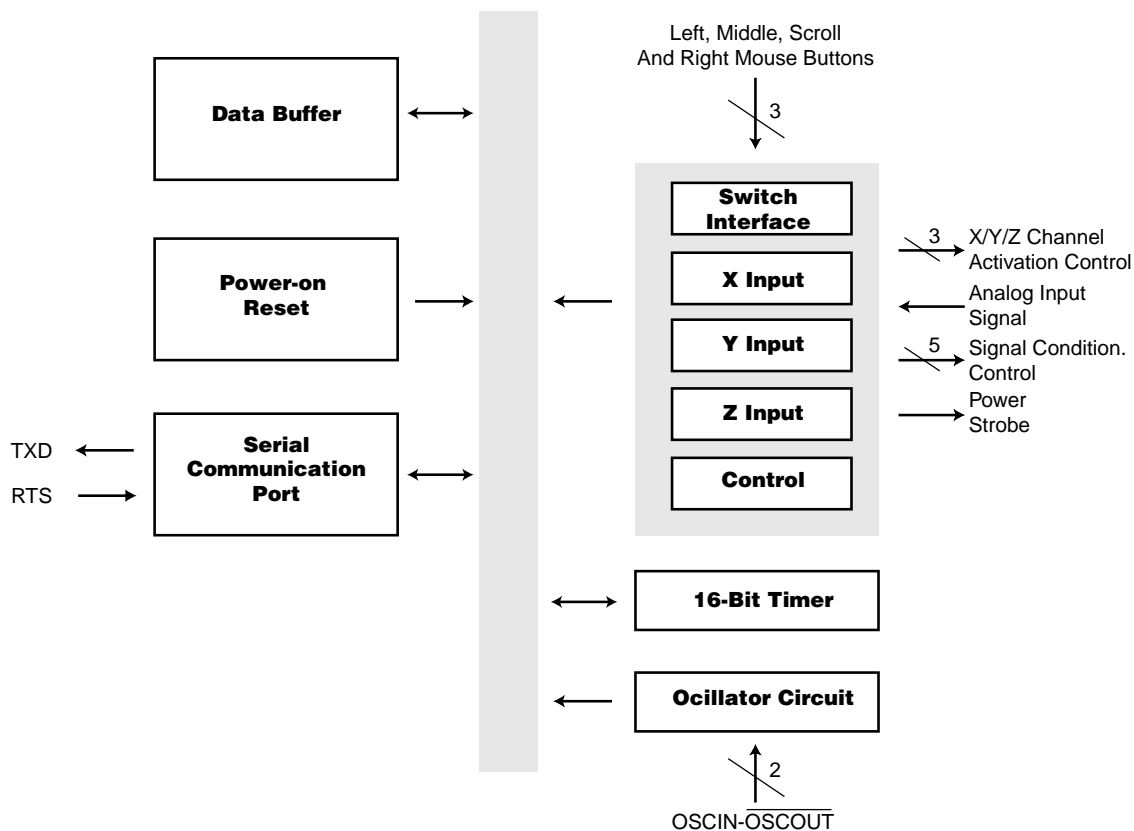 Left, Middle, Scroll
And Right Mouse Buttons
3
Data Buffer
Power-on
Reset
TXD
RTS
Serial
Communication
Port
Switch
Interface
X Input
Y Input
Z Input
Control
3
X/Y/Z Channel
Activation Control
Analog Input
Signal
5
Signal Condition.
Control
Power
Strobe
16-Bit Timer
Ocillator Circuit
2
OSCIN-OSCOUT